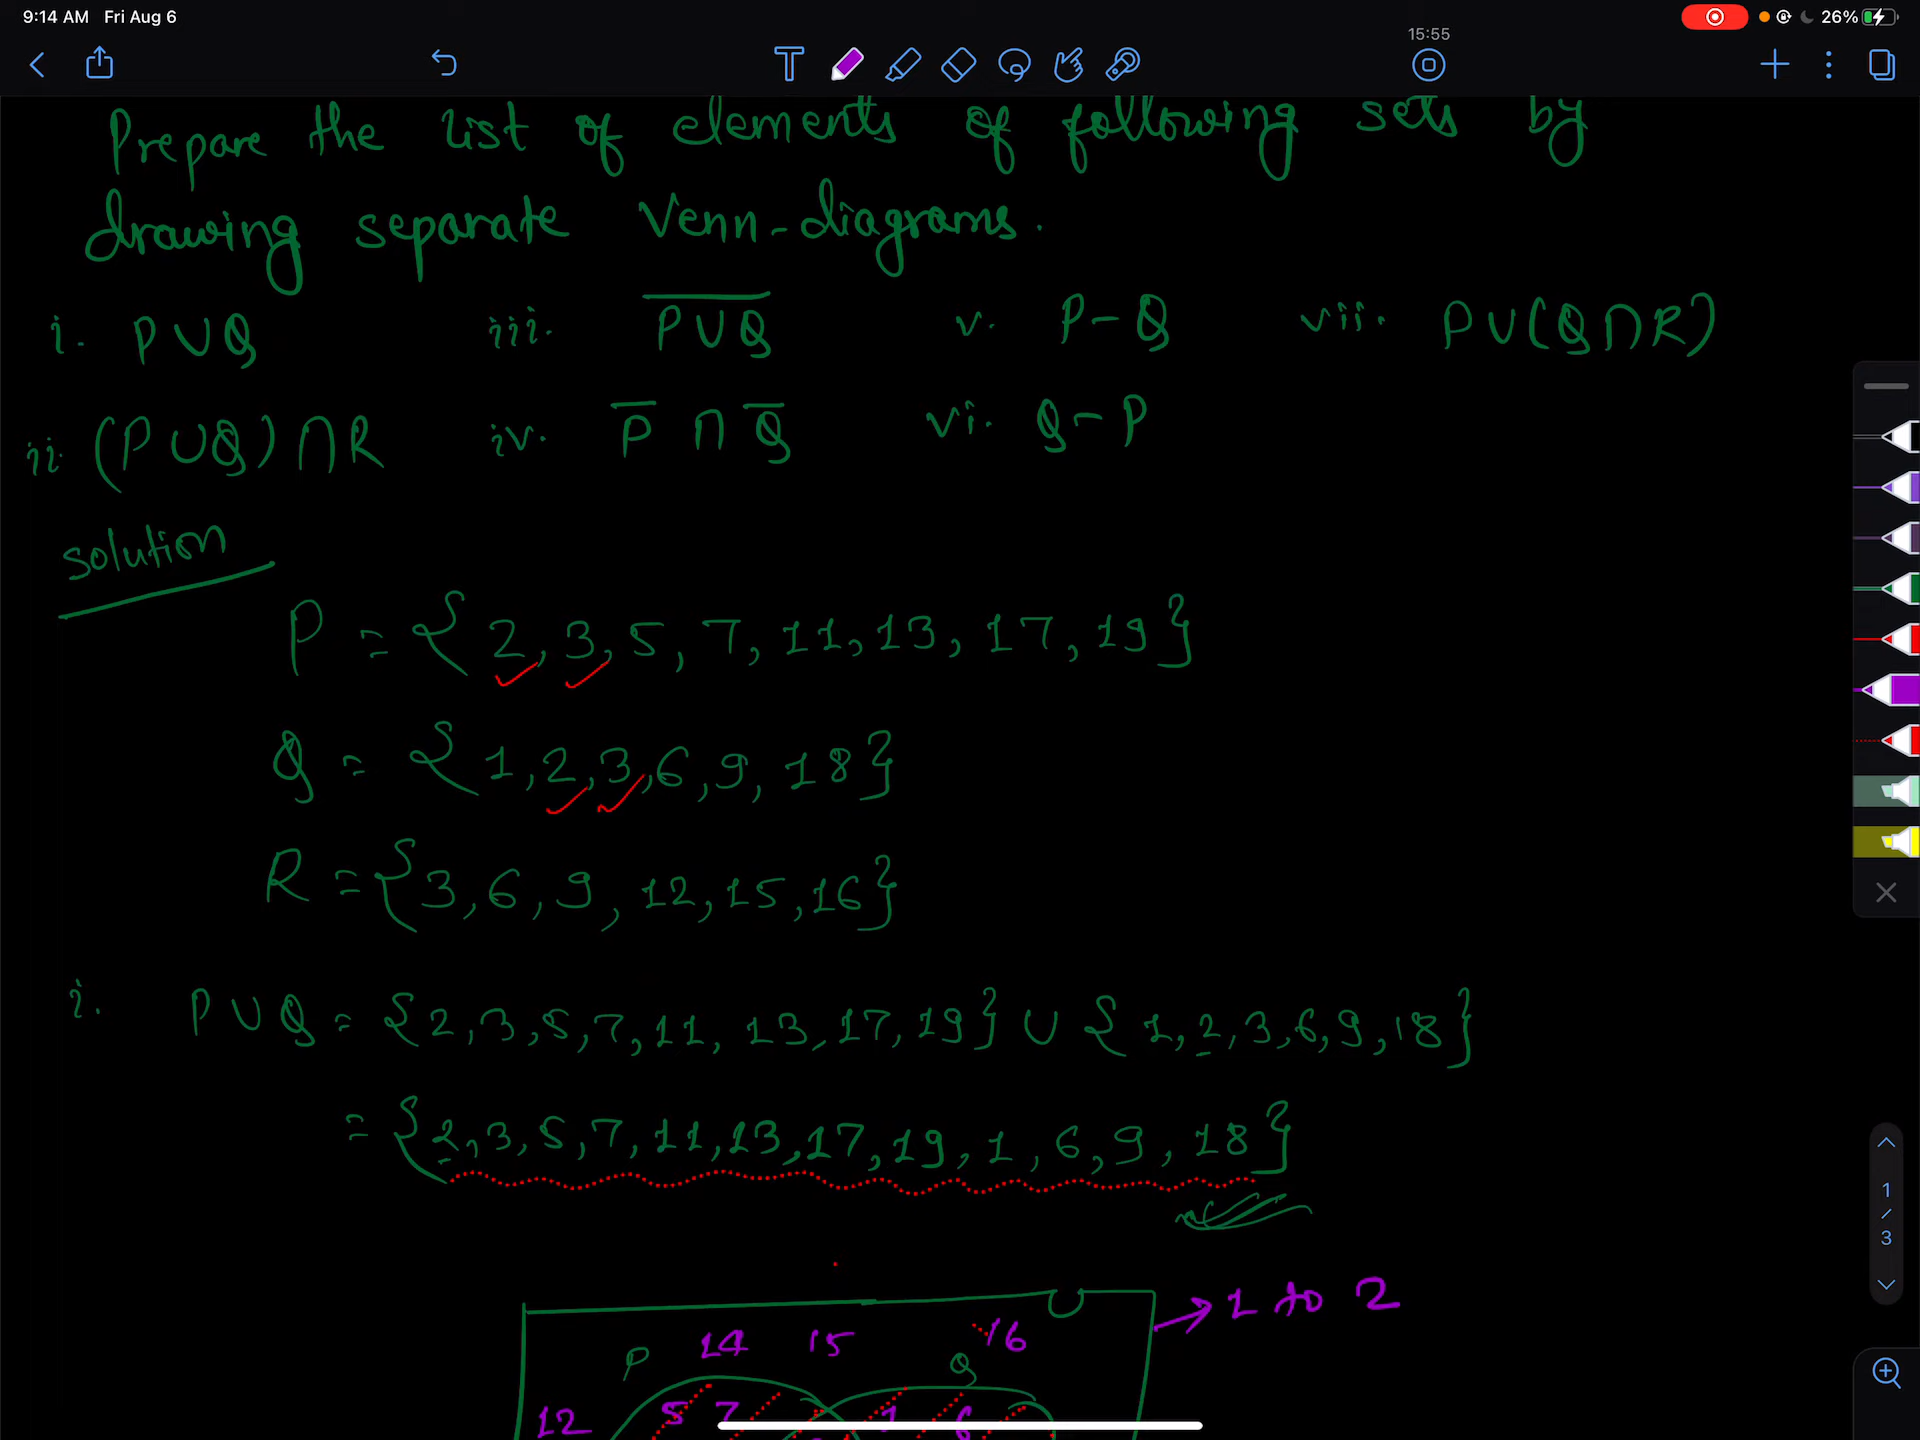 9:14 AM Fri Aug 6
26%
15:55
Prepare the list of elements of following sets by
drawing separate Venn-diagrams.
i. P∪Q iii. \overline{P∪Q} v. P-Q vii. P∪(Q∩R)
ii. (P∪Q)∩R iv. \overline{P} ∩ \overline{Q} vi. Q-P
solution
P = {2, 3, 5, 7, 11, 13, 17, 19}
Q = {1, 2, 3, 6, 9, 18}
R = {3, 6, 9, 12, 15, 16}
i. P∪Q = {2, 3, 5, 7, 11, 13, 17, 19} ∪ {1, 2, 3, 6, 9, 18}
= {2, 3, 5, 7, 11, 13, 17, 19, 1, 6, 9, 18}
1 / 3
U → 1 to 2
P 14 15 Q 16
12 5 7 1 6